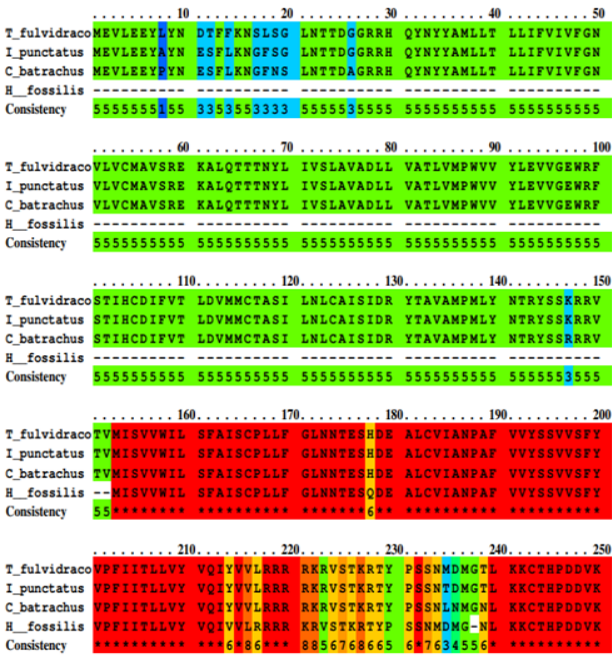 10 20 30 40 50
T_fulvidraco MEVLEEYLYN DTFFKNSLSG LNTTDGGRRH QYNYYAMLLT LLIFVIVFGN
I_punctatus MEVLEEYAYN ESFLKNGFSG LNTTDGGRRH QYNYYAMLLT LLIFVIVFGN
C_batrachus MEVLEEYPYN ESFLKNGFNS LNTTDAGRRH QYNYYAMLLT LLIFVIVFGN
H__fossilis ---------- ---------- ---------- ---------- ----------
Consistency 5555555155 3353553333 5555535555 5555555555 5555555555
60 70 80 90 100
T_fulvidraco VLVCMAVSRE KALQTTTNYL IVSLAVADLL VATLVMPWVV YLEVVGEWRF
I_punctatus VLVCMAVSRE KALQTTTNYL IVSLAVADLL VATLVMPWVV YLEVVGEWRF
C_batrachus VLVCMAVSRE KALQTTTNYL IVSLAVADLL VATLVMPWVV YLEVVGEWRF
H__fossilis ---------- ---------- ---------- ---------- ----------
Consistency 5555555555 5555555555 5555555555 5555555555 5555555555
110 120 130 140 150
T_fulvidraco STIHCDIFVT LDVMMCTASI LNLCAISIDR YTAVAMPMLY NTRYSSKRRV
I_punctatus STIHCDIFVT LDVMMCTASI LNLCAISIDR YTAVAMPMLY NTRYSSKRRV
C_batrachus STIHCDIFVT LDVMMCTASI LNLCAISIDR YTAVAMPMLY NTRYSSRRRV
H__fossilis ---------- ---------- ---------- ---------- ----------
Consistency 5555555555 5555555555 5555555555 5555555555 5555553555
160 170 180 190 200
T_fulvidraco TVMISVVWIL SFAISCPLLF GLNNTESHDE ALCVIANPAF VVYSSVVSFY
I_punctatus TVMISVVWIL SFAISCPLLF GLNNTESHDE ALCVIANPAF VVYSSVVSFY
C_batrachus TVMISVVWIL SFAISCPLLF GLNNTESHDE ALCVIANPAF VVYSSVVSFY
H__fossilis --MISVVWIL SFAISCPLLF GLNNTESQDE ALCVIANPAF VVYSSVVSFY
Consistency 55******** ********** *******6** ********** **********
210 220 230 240 250
T_fulvidraco VPFIITLLVY VQIYVVLRRR RKRVSTKRTY PSSNMDMGTL KKCTHPDDVK
I_punctatus VPFIITLLVY VQIYVVLRRR RKRVSTKRTY PSSNTDMGTL KKCTHPDDVK
C_batrachus VPFIITLLVY VQIYVVLRRR RKRVSTKRTY PSSNLNMGNL KKCTHPDDVK
H__fossilis VPFIITLLVY VQIVVLRRRR KRVSTKRTYP SSNMDMG-NL KKCTHPDDVK
Consistency ********** ***6*86*** 8856768665 6*7634556* **********